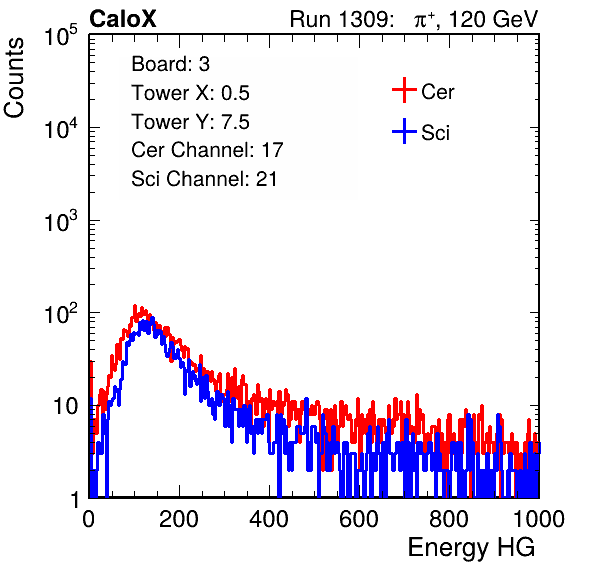 CaloX Run 1309: π⁺, 120 GeV
Counts
Board: 3
Tower X: 0.5
Tower Y: 7.5
Cer Channel: 17
Sci Channel: 21
Cer
Sci
10⁵
10⁴
10³
10²
10
1
0 200 400 600 800 1000
Energy HG